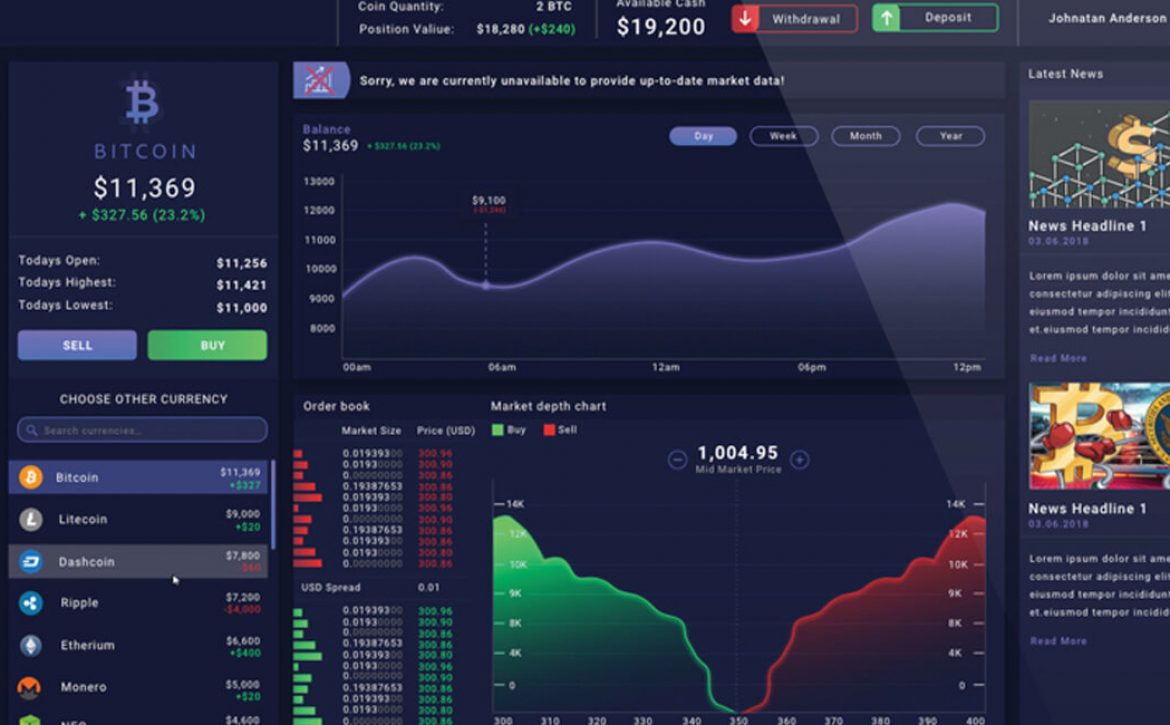 Coin Quantity: 2 BTC
Position Valiue: $18,280 (+$240)
Available Cash
$19,200
Withdrawal
Deposit
Johnatan Anderson
BITCOIN
$11,369
+ $327.56 (23.2%)
Todays Open: $11,256
Todays Highest: $11,421
Todays Lowest: $11,000
SELL
BUY
CHOOSE OTHER CURRENCY
Search currencies...
Bitcoin $11,369
+$327
Litecoin $9,000
+$20
Dashcoin $7,800
-$60
Ripple $7,200
-$4,000
Etherium $6,600
+$400
Monero $5,000
+$20
NEO $4,600
Sorry, we are currently unavailable to provide up-to-date market data!
Balance
$11,369 + $327.56 (23.2%)
Day
Week
Month
Year
13000
12000
11000
10000
9000
8000
$9,100
00am
06am
12am
06pm
12pm
Order book
Market Size Price (USD)
0.01939300 300.96
0.01930000 300.90
0.00000000 300.86
0.19387653 300.86
0.01939300 300.80
0.01930000 300.96
0.00000000 300.90
0.19387653 300.86
0.01939300 300.86
0.01930000 300.80
0.00000000 300.86
USD Spread 0.01
0.01939300 300.96
0.01930000 300.90
0.00000000 300.86
0.19387653 300.86
0.01939300 300.80
0.01930000 300.96
0.00000000 300.90
0.19387653 300.86
0.01939300 300.86
0.01930000 300.80
0.00000000 300.86
Market depth chart
Buy
Sell
1,004.95
Mid Market Price
14K
12K
10K
9K
8K
4K
0
14K
12K
10K
9K
8K
4K
0
300
310
320
330
340
350
360
370
380
390
400
Latest News
News Headline 1
03.06.2018
Lorem ipsum dolor sit ame
consectetur adipiscing elit
eiusmod tempor incididunt
et.eiusmod tempor incididu
Read More
News Headline 1
03.06.2018
Lorem ipsum dolor sit ame
consectetur adipiscing elit
eiusmod tempor incididunt
et.eiusmod tempor incididu
Read More